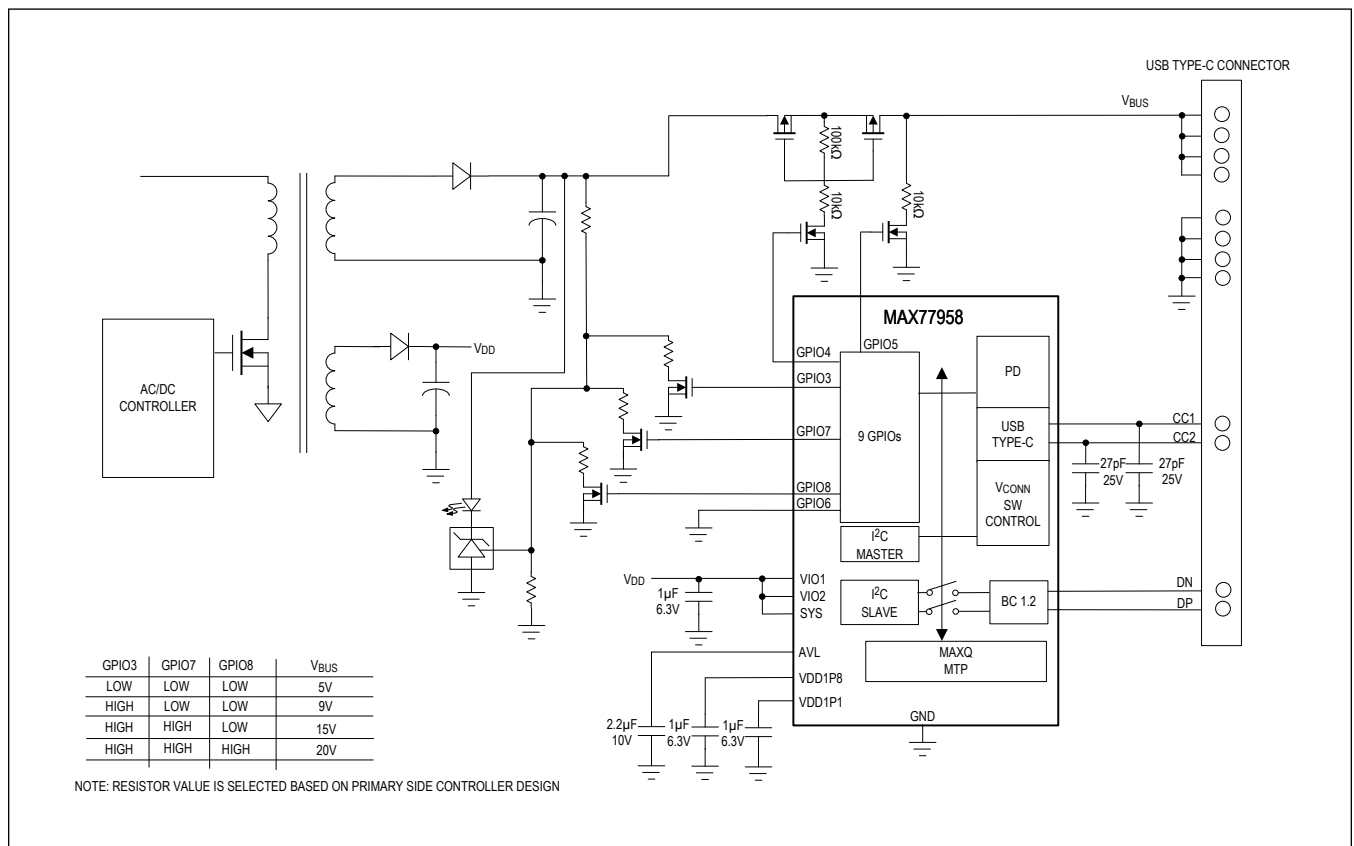 USB TYPE-C CONNECTOR
VBUS
100kΩ
10kΩ
10kΩ
MAX77958
GPIO4
GPIO5
GPIO3
GPIO7
GPIO8
GPIO6
9 GPIOs
PD
USB
TYPE-C
VCONN
SW
CONTROL
CC1
CC2
27pF
25V
27pF
25V
AC/DC
CONTROLLER
VDD
I²C
MASTER
VDD
1µF
6.3V
VIO1
VIO2
SYS
I²C
SLAVE
BC 1.2
DN
DP
AVL
VDD1P8
VDD1P1
MAXQ
MTP
GND
2.2µF
10V
1µF
6.3V
1µF
6.3V
GPIO3 GPIO7 GPIO8 VBUS
LOW LOW LOW 5V
HIGH LOW LOW 9V
HIGH HIGH LOW 15V
HIGH HIGH HIGH 20V
NOTE: RESISTOR VALUE IS SELECTED BASED ON PRIMARY SIDE CONTROLLER DESIGN